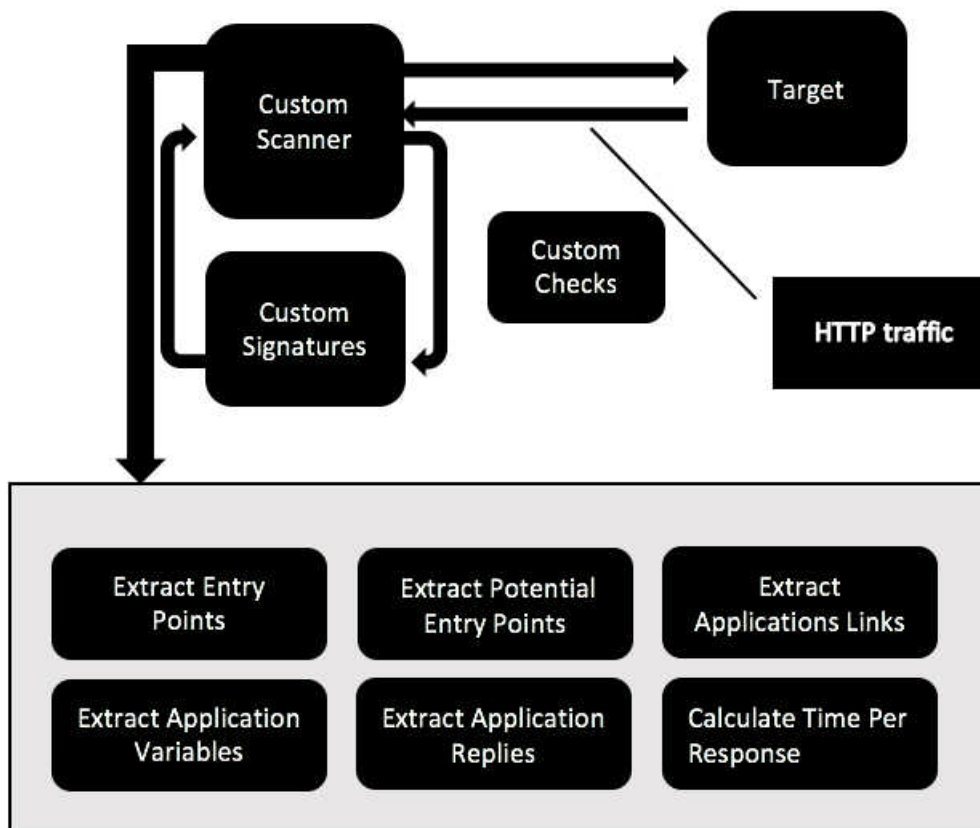 Custom
Scanner
Target
Custom
Checks
Custom
Signatures
HTTP traffic
Extract Entry
Points
Extract Potential
Entry Points
Extract
Applications Links
Extract Application
Variables
Extract Application
Replies
Calculate Time Per
Response